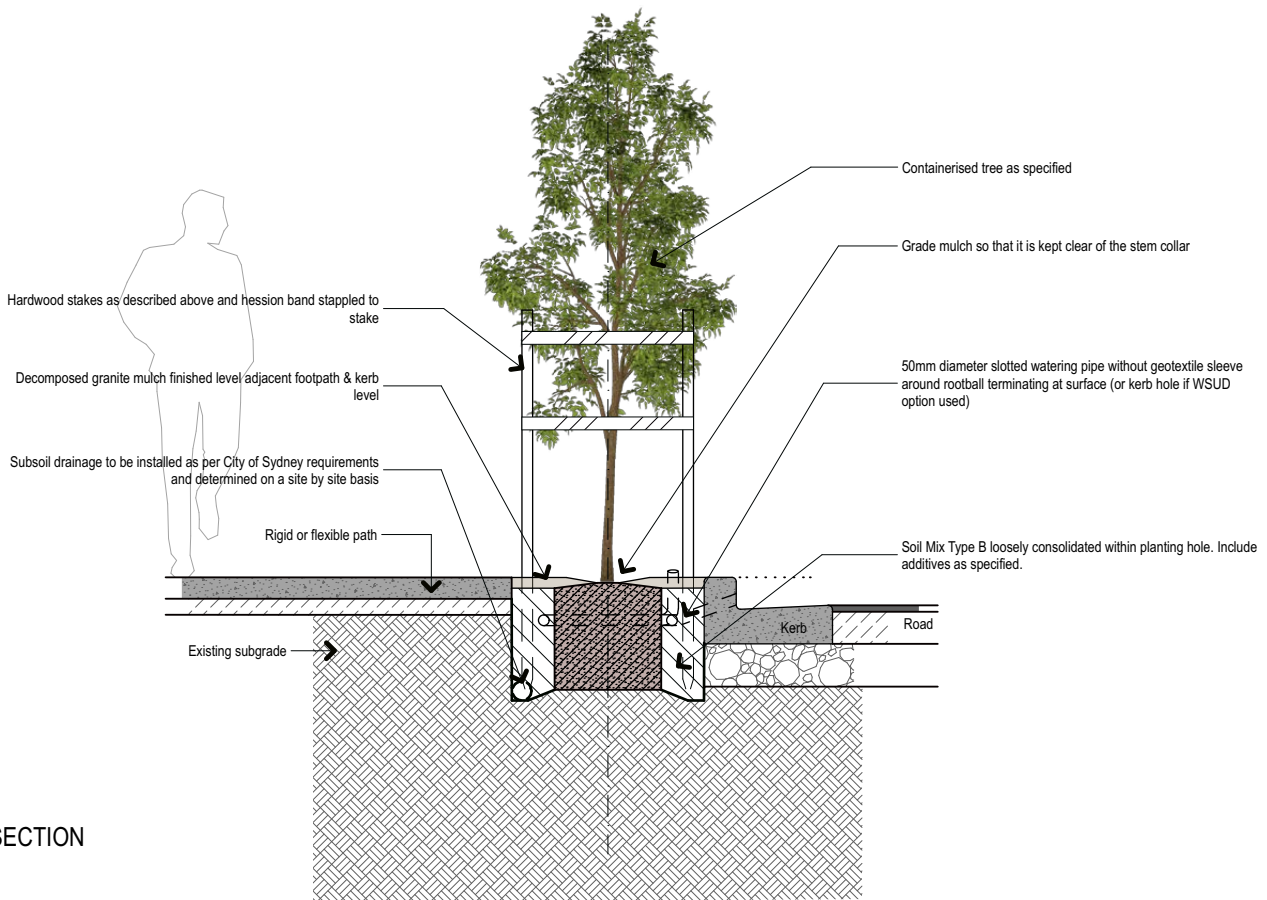 Containerised tree as specified
Grade mulch so that it is kept clear of the stem collar
Hardwood stakes as described above and hession band stappled to
stake
50mm diameter slotted watering pipe without geotextile sleeve
around rootball terminating at surface (or kerb hole if WSUD
option used)
Decomposed granite mulch finished level adjacent footpath & kerb
level
Subsoil drainage to be installed as per City of Sydney requirements
and determined on a site by site basis
Rigid or flexible path
Soil Mix Type B loosely consolidated within planting hole. Include
additives as specified.
Kerb
Road
Existing subgrade
SECTION